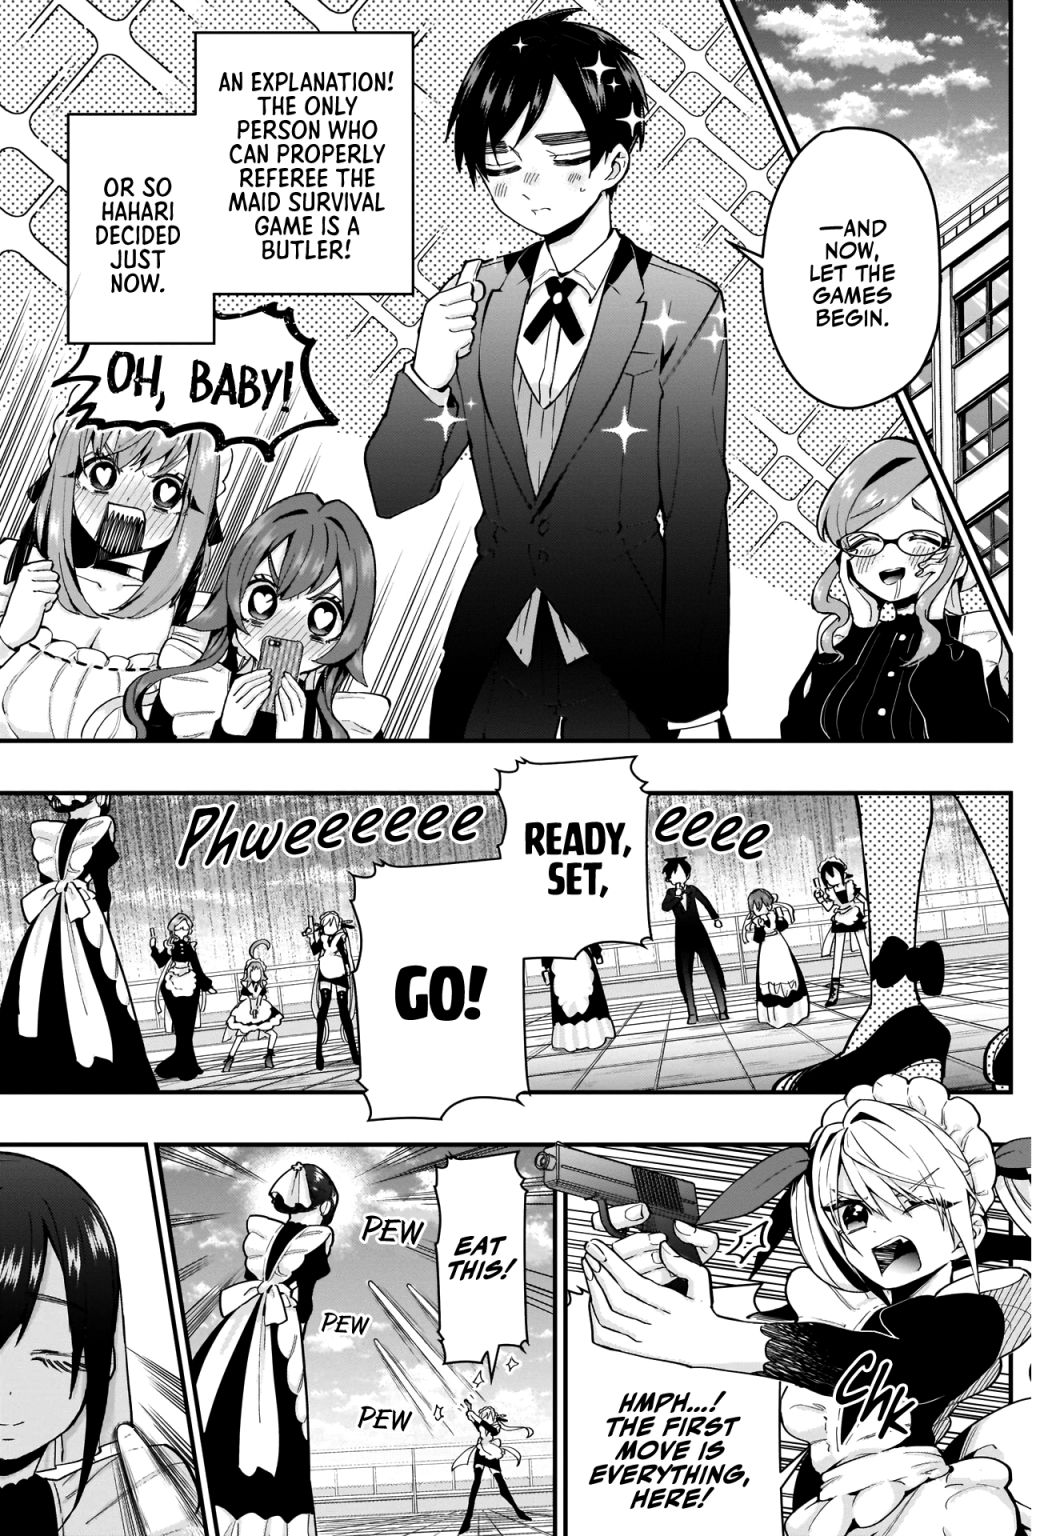 —AND
NOW,
LET THE
GAMES
BEGIN.
AN EXPLANATION!
THE ONLY
PERSON WHO
CAN PROPERLY
REFEREE THE
MAID SURVIVAL
GAME IS A
BUTLER!
OR SO
HAHARI
DECIDED
JUST
NOW.
OH, BABY!
READY,
SET,
GO!
Phweeeeeee
eeee
HMPH...!
THE FIRST
MOVE IS
EVERYTHING,
HERE!
CHK
EAT
THIS!
PEW
PEW
PEW